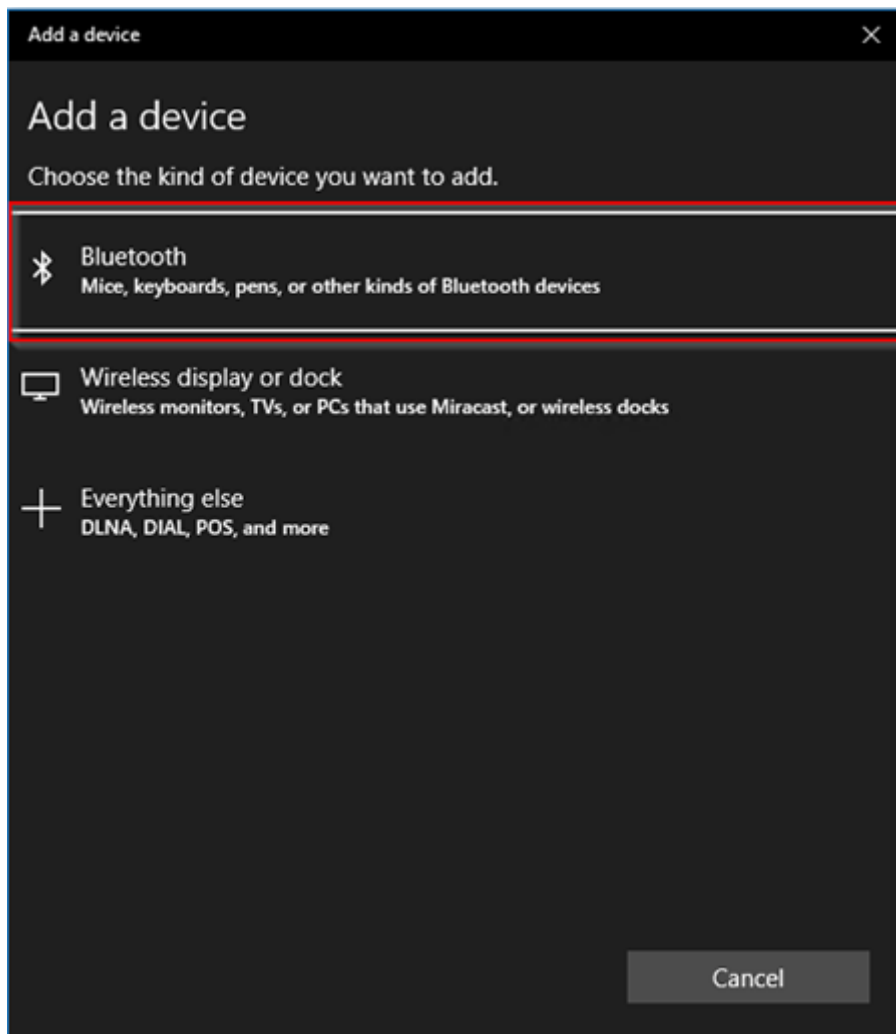 Add a device
Add a device
Choose the kind of device you want to add.
Bluetooth
Mice, keyboards, pens, or other kinds of Bluetooth devices
Wireless display or dock
Wireless monitors, TVs, or PCs that use Miracast, or wireless docks
Everything else
DLNA, DIAL, POS, and more
Cancel